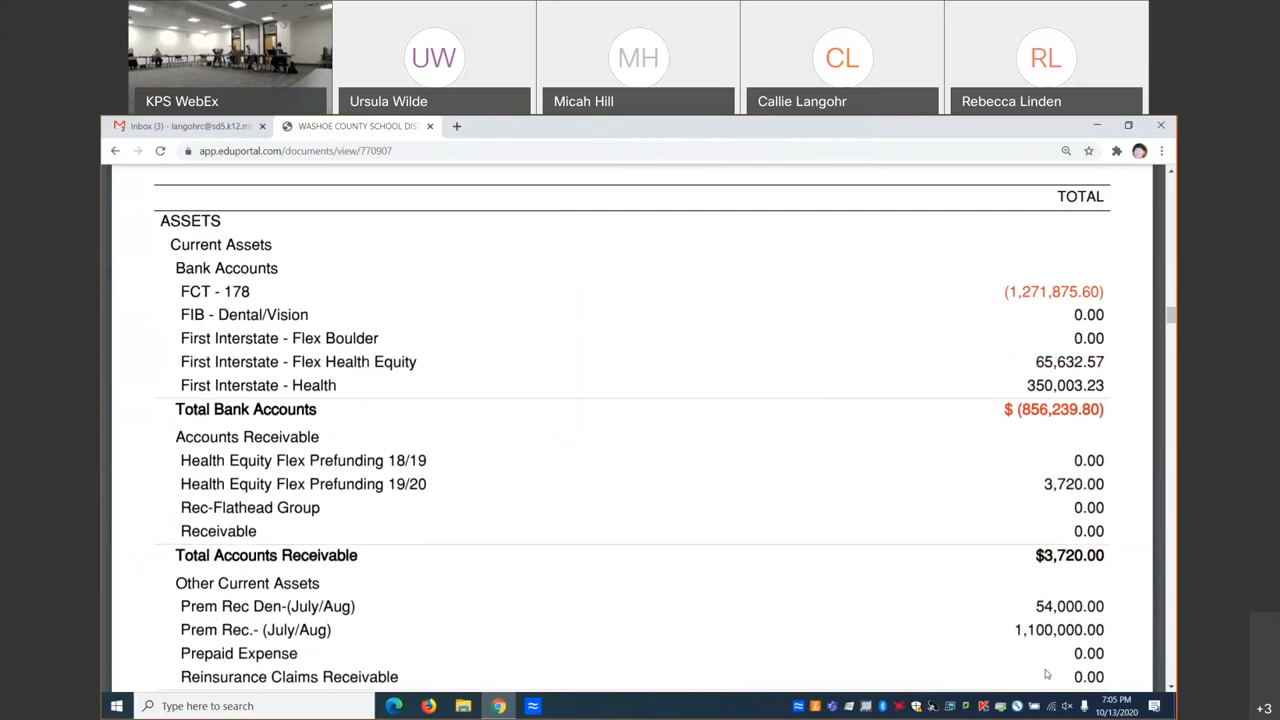 UW
MH
CL
RL
KPS WebEx
Ursula Wilde
Micah Hill
Callie Langohr
Rebecca Linden
Inbox (3) - langohrc@sd5.k12.m
WASHOE COUNTY SCHOOL DIS
app.eduportal.com/documents/view/770907
TOTAL
ASSETS
Current Assets
Bank Accounts
FCT - 178 (1,271,875.60)
FIB - Dental/Vision 0.00
First Interstate - Flex Boulder 0.00
First Interstate - Flex Health Equity 65,632.57
First Interstate - Health 350,003.23
Total Bank Accounts $ (856,239.80)
Accounts Receivable
Health Equity Flex Prefunding 18/19 0.00
Health Equity Flex Prefunding 19/20 3,720.00
Rec-Flathead Group 0.00
Receivable 0.00
Total Accounts Receivable $3,720.00
Other Current Assets
Prem Rec Den-(July/Aug) 54,000.00
Prem Rec.- (July/Aug) 1,100,000.00
Prepaid Expense 0.00
Reinsurance Claims Receivable 0.00
Type here to search
7:05 PM
10/13/2020
+3